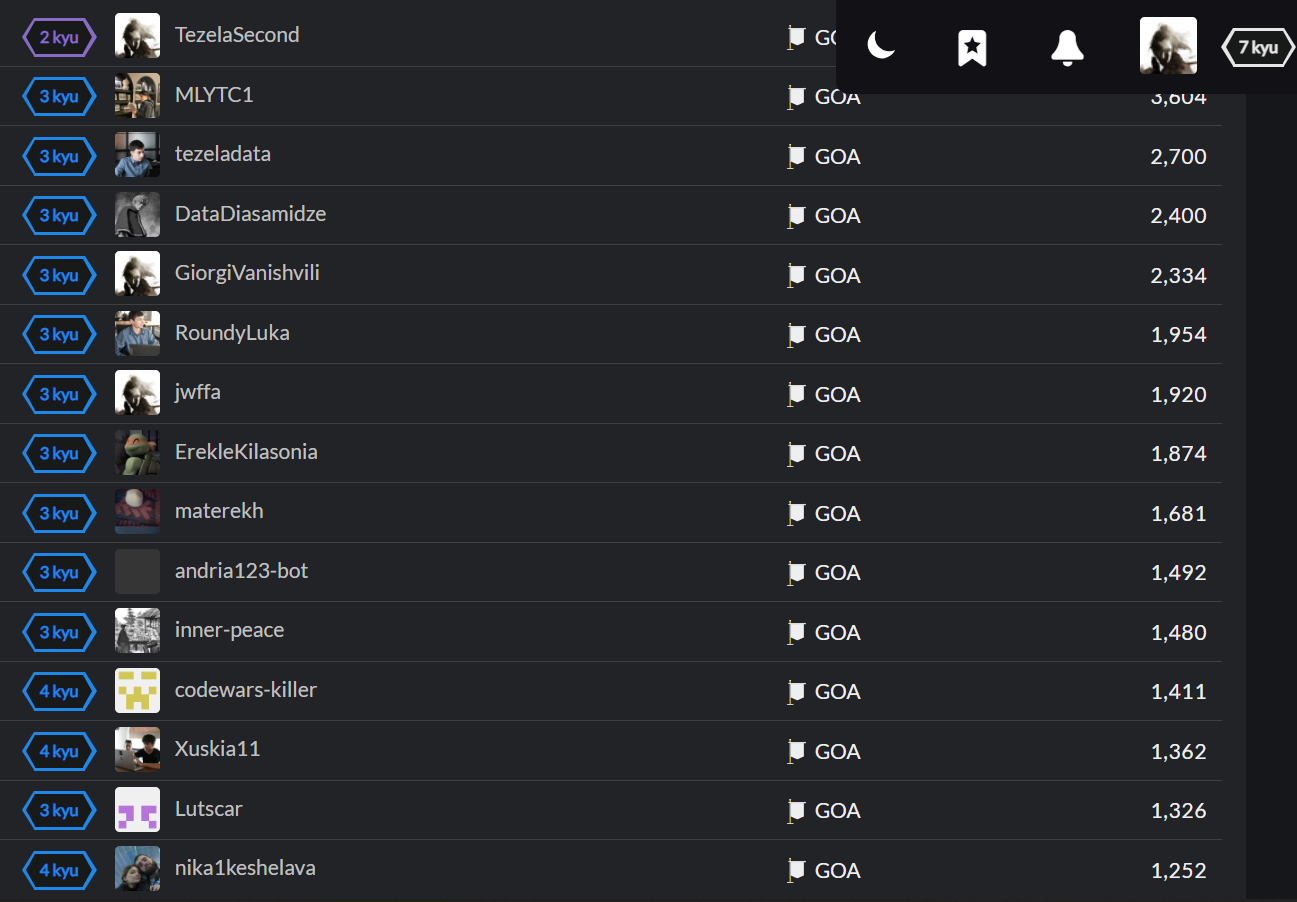 2 kyu TezelaSecond GO
7 kyu
3 kyu MLYTC1 GOA 3,604
3 kyu tezeladata GOA 2,700
3 kyu DataDiasamidze GOA 2,400
3 kyu GiorgiVanishvili GOA 2,334
3 kyu RoundyLuka GOA 1,954
3 kyu jwffa GOA 1,920
3 kyu ErekleKilasonia GOA 1,874
3 kyu materekh GOA 1,681
3 kyu andria123-bot GOA 1,492
3 kyu inner-peace GOA 1,480
4 kyu codewars-killer GOA 1,411
4 kyu Xuskia11 GOA 1,362
3 kyu Lutscar GOA 1,326
4 kyu nika1keshelava GOA 1,252